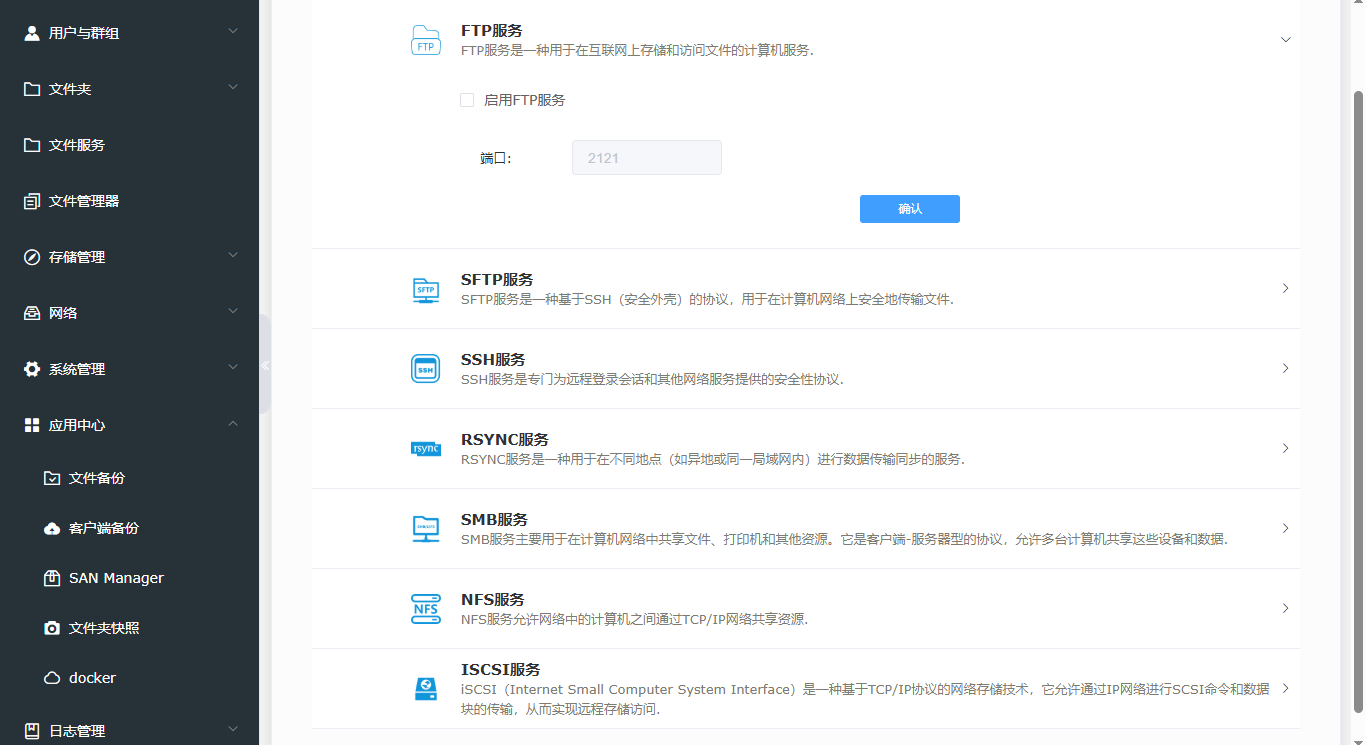 用户与群组
文件夹
文件服务
文件管理器
存储管理
网络
系统管理
应用中心
文件备份
客户端备份
SAN Manager
文件夹快照
docker
日志管理
FTP
FTP服务
FTP服务是一种用于在互联网上存储和访问文件的计算机服务.
启用FTP服务
端口:
2121
确认
SFTP
SFTP服务
SFTP服务是一种基于SSH（安全外壳）的协议，用于在计算机网络上安全地传输文件.
SSH
SSH服务
SSH服务是专门为远程登录会话和其他网络服务提供的安全性协议.
rsync
RSYNC服务
RSYNC服务是一种用于在不同地点（如异地或同一局域网内）进行数据传输同步的服务.
SMB服务
SMB服务主要用于在计算机网络中共享文件、打印机和其他资源。它是客户端-服务器型的协议，允许多台计算机共享这些设备和数据.
NFS
NFS服务
NFS服务允许网络中的计算机之间通过TCP/IP网络共享资源.
ISCSI服务
iSCSI（Internet Small Computer System Interface）是一种基于TCP/IP协议的网络存储技术，它允许通过IP网络进行SCSI命令和数据
块的传输，从而实现远程存储访问.